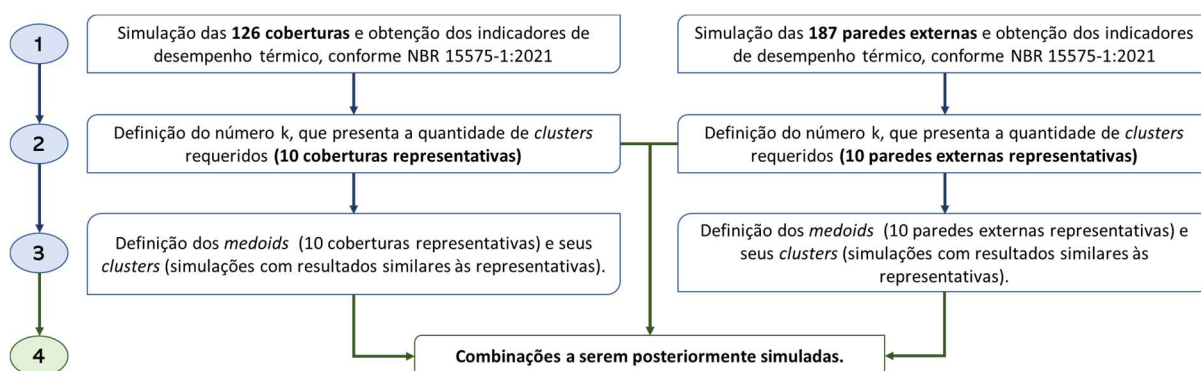 1
Simulação das 126 coberturas e obtenção dos indicadores de
desempenho térmico, conforme NBR 15575-1:2021
Simulação das 187 paredes externas e obtenção dos indicadores
de desempenho térmico, conforme NBR 15575-1:2021
2
Definição do número k, que presenta a quantidade de clusters
requeridos (10 coberturas representativas)
Definição do número k, que presenta a quantidade de clusters
requeridos (10 paredes externas representativas)
3
Definição dos medoids (10 coberturas representativas) e seus
clusters (simulações com resultados similares às representativas).
Definição dos medoids (10 paredes externas representativas) e
seus clusters (simulações com resultados similares às
representativas).
4
Combinações a serem posteriormente simuladas.